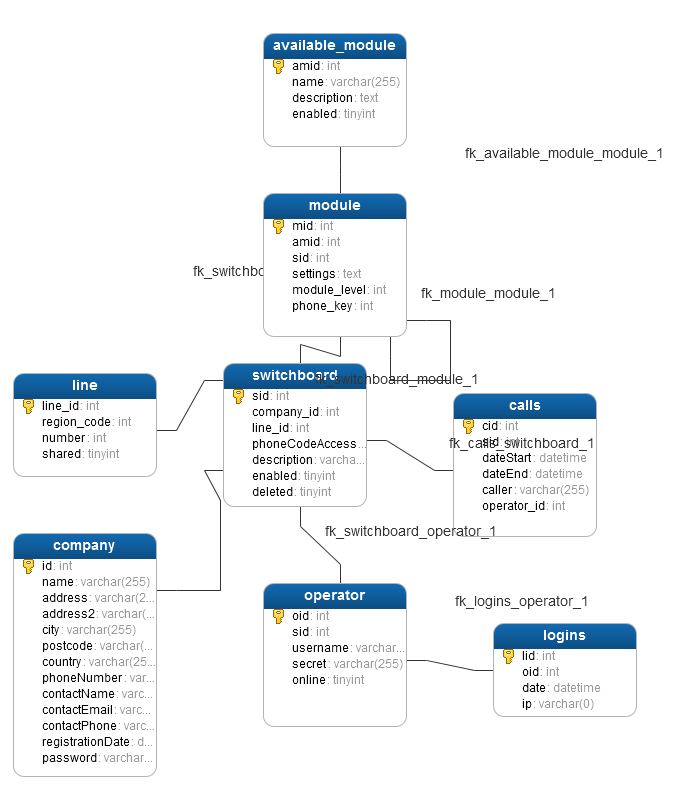 available_module
amid: int
name: varchar(255)
description: text
enabled: tinyint
fk_available_module_module_1
module
mid: int
amid: int
sid: int
settings: text
module_level: int
phone_key: int
fk_switchbo
fk_module_module_1
line
line_id: int
region_code: int
number: int
shared: tinyint
switchboard
fk_switchboard_module_1
sid: int
company_id: int
line_id: int
phoneCodeAccess...
description: varcha...
enabled: tinyint
deleted: tinyint
calls
cid: int
sid: int
fk_calls_switchboard_1
dateStart: datetime
dateEnd: datetime
caller: varchar(255)
operator_id: int
fk_switchboard_operator_1
company
id: int
name: varchar(255)
address: varchar(2...
address2: varchar(...
city: varchar(255)
postcode: varchar(...
country: varchar(25...
phoneNumber: var...
contactName: varc...
contactEmail: varc...
contactPhone: varc...
registrationDate: d...
password: varchar...
operator
oid: int
sid: int
username: varchar...
secret: varchar(255)
online: tinyint
fk_logins_operator_1
logins
lid: int
oid: int
date: datetime
ip: varchar(0)